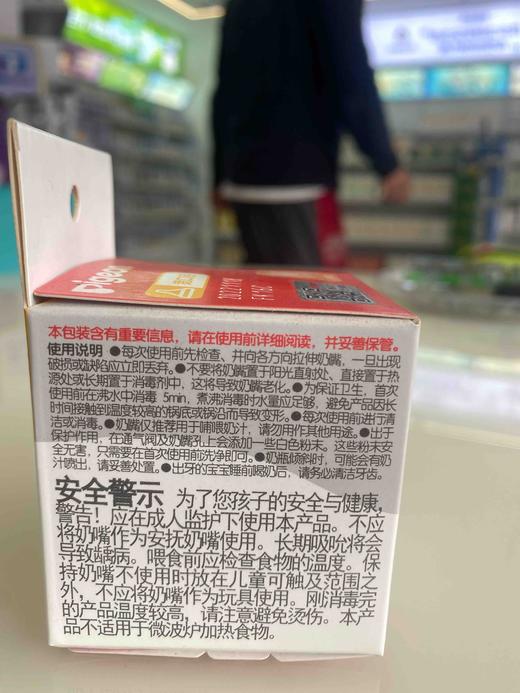 Pigeon
本包装含有重要信息，请在使用前详细阅读，并妥善保管。
使用说明 ●每次使用前先检查、并向各方向拉伸奶嘴，一旦出现
破损或缺陷应立即丢弃。 ●不要将奶嘴置于阳光直射处、直接置于热
源处或长期置于消毒剂中，这将导致奶嘴老化。 ●为保证卫生，首次
使用前在沸水中消毒 5min，煮沸消毒时水量应足够，避免产品因长
时间接触到温度较高的锅底或锅沿而导致变形。 ●每次使用前进行清
洁或消毒。 ●奶嘴仅推荐用于哺喂奶汁，请勿用作其他用途。 ●出于
保护作用，在通气阀及奶嘴孔上会添加一些白色粉末。这些粉末安
全无害，只需要在首次使用前洗净即可。 ●奶瓶倾斜时，可能会有奶
汁喷出，请妥善处置。 ●出牙的宝宝睡前喝奶后，请务必清洁牙齿。
安全警示 为了您孩子的安全与健康，
警告！应在成人监护下使用本产品。不应
将奶嘴作为安抚奶嘴使用。长期吸吮将会
导致龋病。喂食前应检查食物的温度。保
持奶嘴不使用时放在儿童可触及范围之
外，不应将奶嘴作为玩具使用。刚消毒完
的产品温度较高，请注意避免烫伤。本产
品不适用于微波炉加热食物。